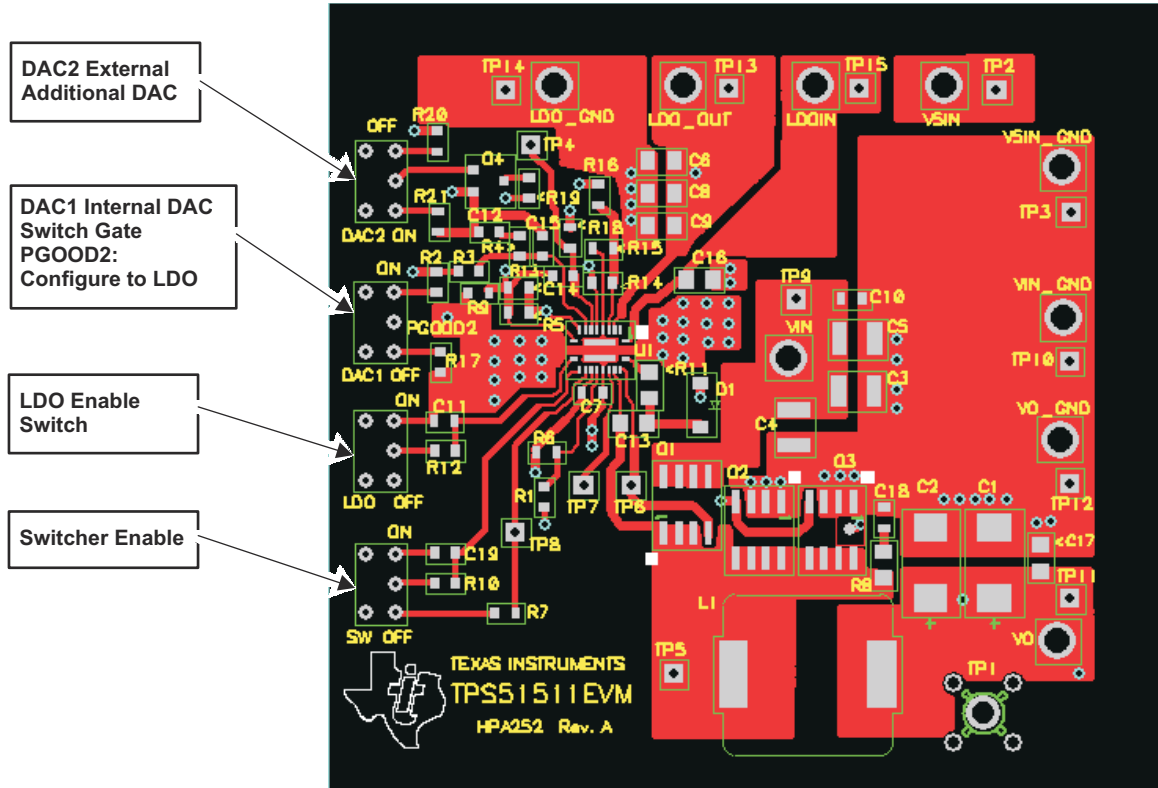 DAC2 External
Additional DAC
DAC1 Internal DAC
Switch Gate
PGOOD2:
Configure to LDO
LDO Enable
Switch
Switcher Enable
TP14
LDO_GND
LDO_OUT
TP13
LDOIN
TP15
VSIN
TP2
OFF
R20
TP4
Q4
R16
C6
C8
C9
VSIN_GND
TP3
R21
<R19
DAC2 ON
C12
C15
<R18
<R15
R4>
R2
R3
R13>
<R14
C16
ON
R9
<C14
PGOOD2
R5
TP9
C10
VIN_GND
VIN
C5
U1
TP10
R17
DAC1 OFF
<R11
D1
C3
ON
C11
C7
C4
VO_GND
R12
C13
LDO OFF
R6
Q1
Q2
Q3
R1
TP7
TP6
C18
C2
C1
TP12
ON
TP8
<C17
C19
R10
R8
TP11
R7
L1
SW OFF
VO
TP5
TP1
TEXAS INSTRUMENTS
TPS51511EVM
HPA252 Rev. A